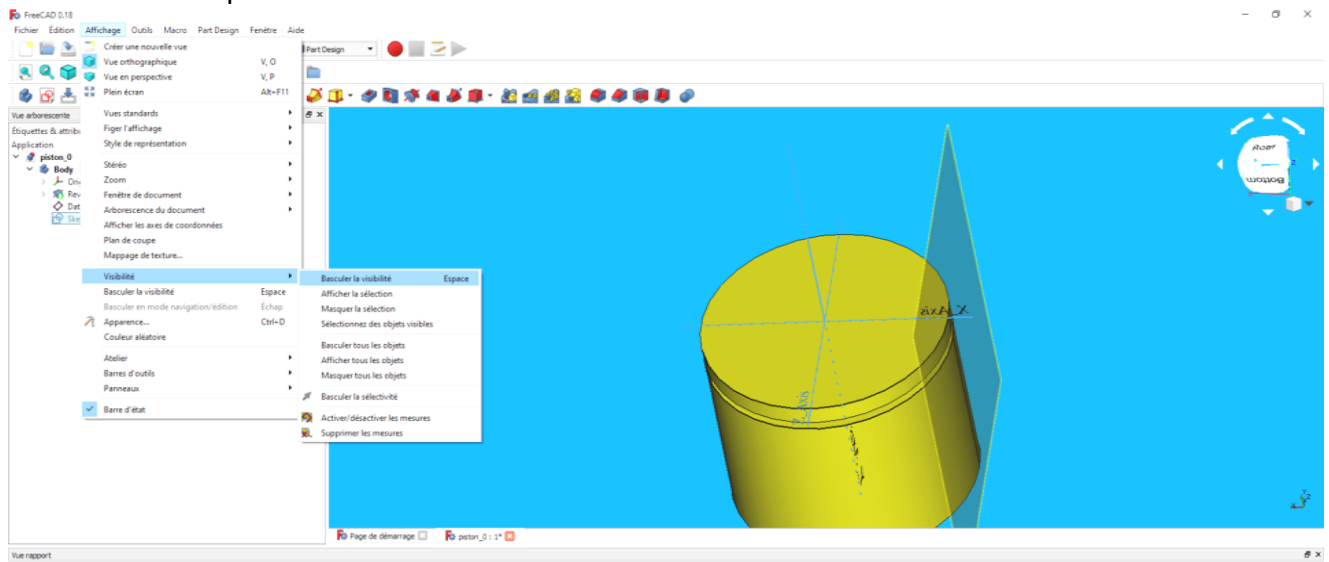 FreeCAD 0.18
Fichier Édition Affichage Outils Macro Part Design Fenêtre Aide
Part Design
Créer une nouvelle vue
Vue orthographique V, O
Vue en perspective V, P
Plein écran Alt+F11
Vues standards
Figer l'affichage
Style de représentation
Stéréo
Zoom
Fenêtre de document
Arborescence du document
Afficher les axes de coordonnées
Plan de coupe
Mappage de texture...
Visibilité
Basculer la visibilité Espace
Basculer en mode navigation/édition Échap
Apparence... Ctrl+D
Couleur aléatoire
Atelier
Barres d'outils
Panneaux
Barre d'état
Basculer la visibilité Espace
Afficher la sélection
Masquer la sélection
Sélectionnez des objets visibles
Basculer tous les objets
Afficher tous les objets
Masquer tous les objets
Basculer la sélectivité
Activer/désactiver les mesures
Supprimer les mesures
Vue arborescente
Étiquettes & attribu
Application
piston_0
Body
Rev
Dat
Ske
X_Axis
Rear
Bottom
Z
Page de démarrage
piston_0 : 1*
Vue rapport